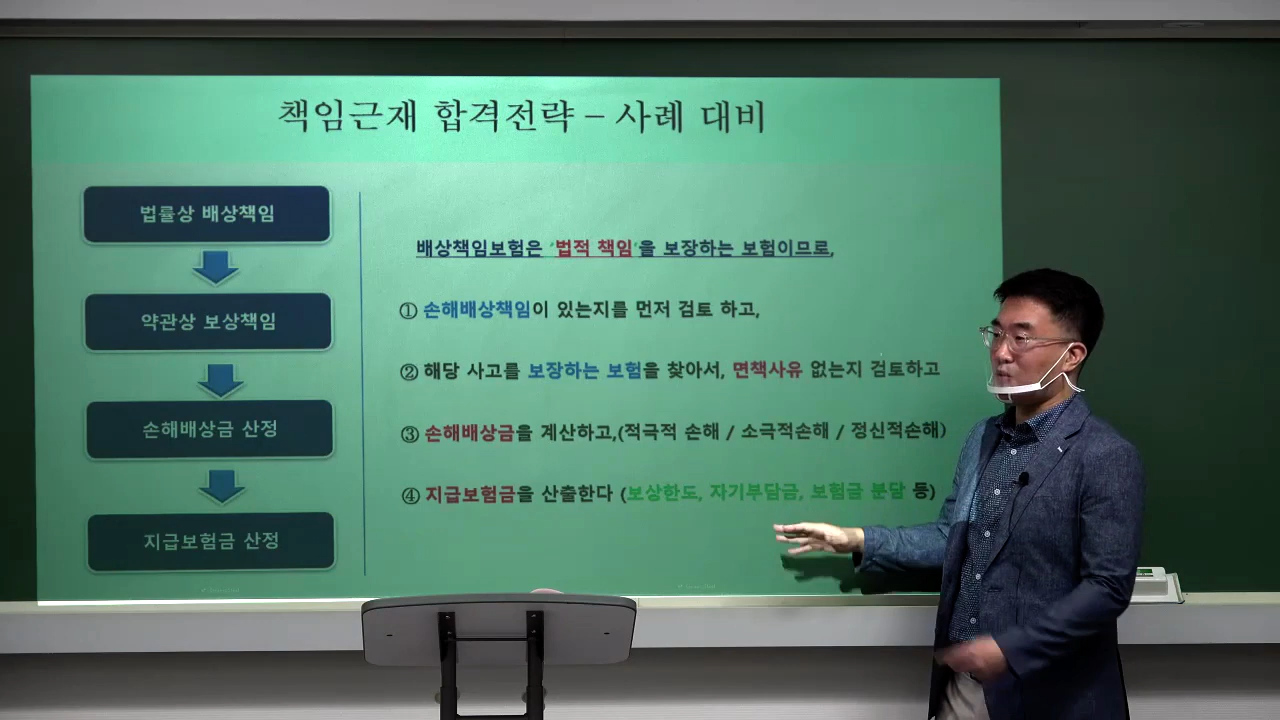 책임근재 합격전략 – 사례 대비
법률상 배상책임
약관상 보상책임
손해배상금 산정
지급보험금 산정
배상책임보험은 '법적 책임'을 보장하는 보험이므로,
① 손해배상책임이 있는지를 먼저 검토 하고,
② 해당 사고를 보장하는 보험을 찾아서, 면책사유 없는지 검토하고
③ 손해배상금을 계산하고,(적극적 손해 / 소극적손해 / 정신적손해)
④ 지급보험금을 산출한다 (보상한도, 자기부담금, 보험금 분담 등)